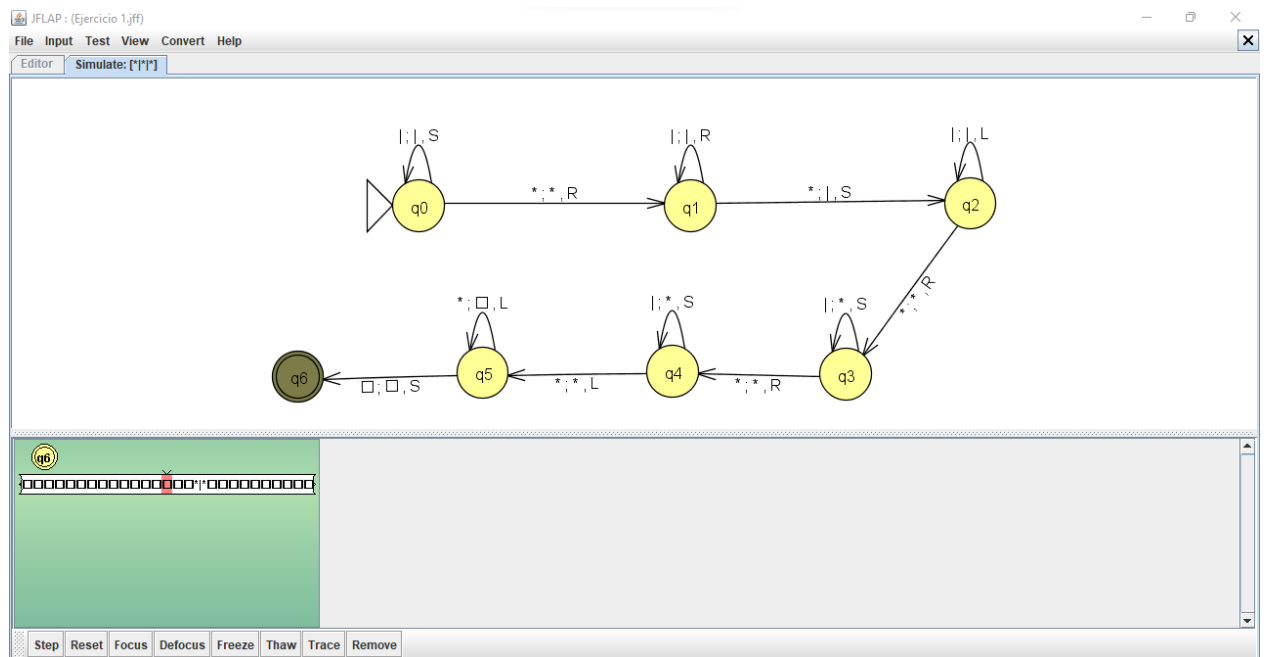 JFLAP : (Ejercicio 1.jff)
File Input Test View Convert Help
Editor Simulate: [*|*|*]
|;|,S |;|,R |;|,L
*;*,R *;|,S
q0 q1 q2
*;*,R
*;□,L |;*,S |;*,S
q6 q5 q4 q3
□;□,S *;*,L *;*,R
q6
□□□□□□□□□□□□□□□□*|*□□□□□□□□□□
Step Reset Focus Defocus Freeze Thaw Trace Remove